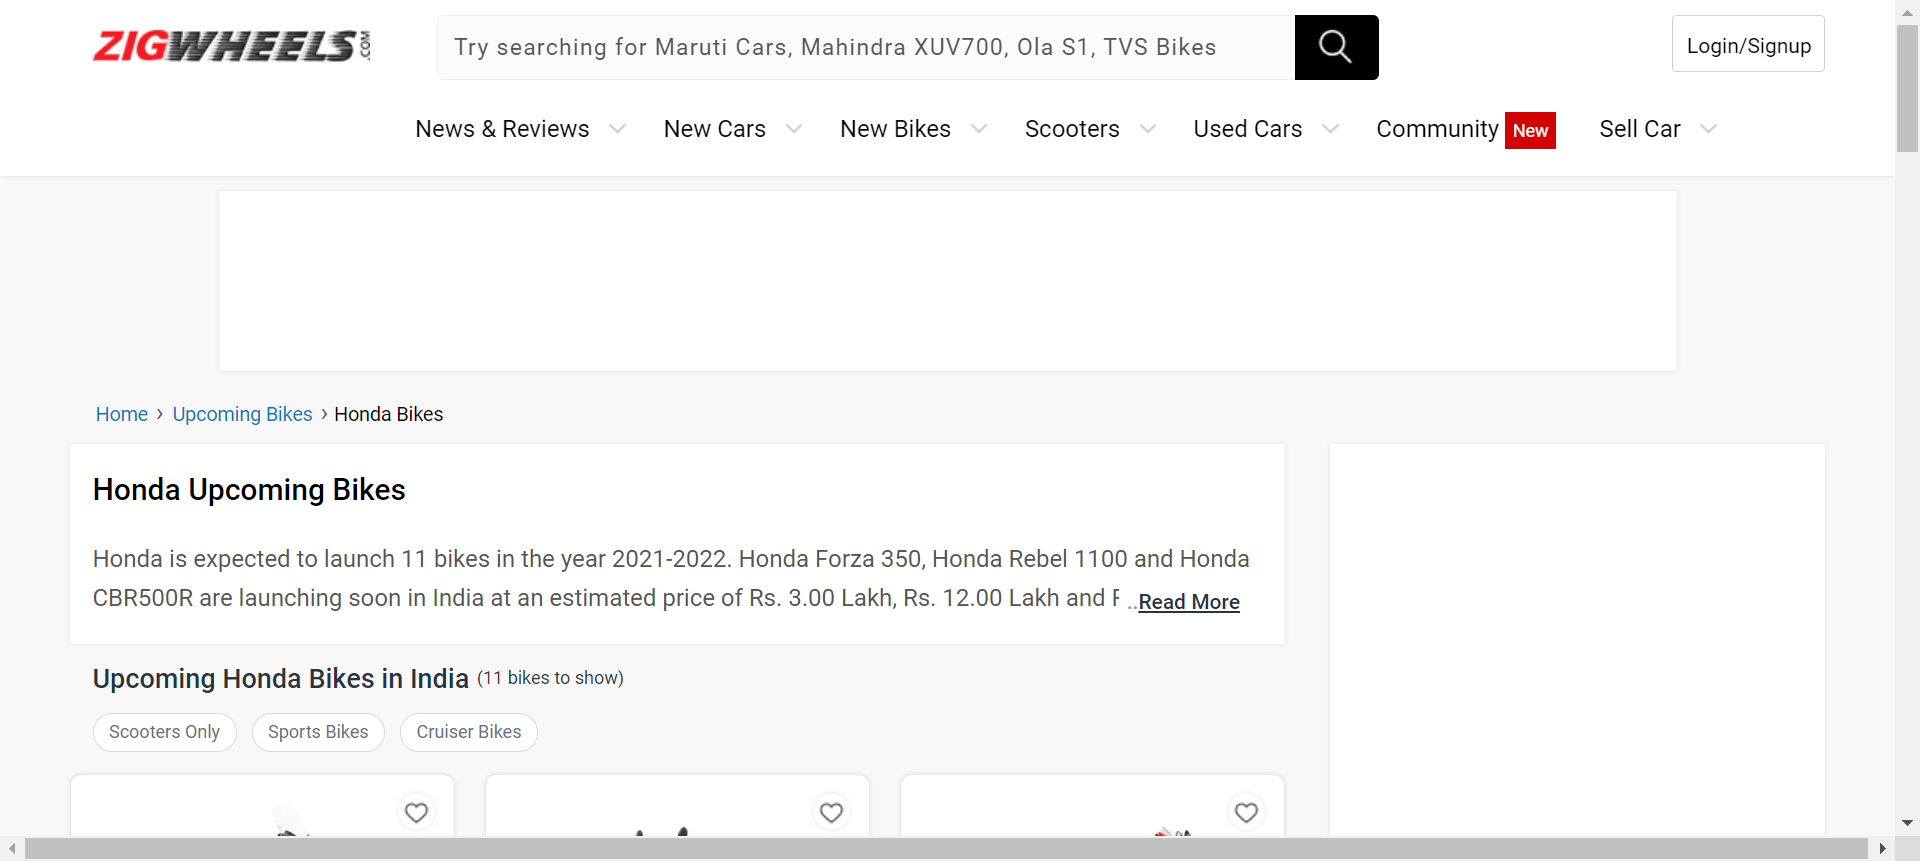 ZIGWHEELS.COM
Try searching for Maruti Cars, Mahindra XUV700, Ola S1, TVS Bikes
Login/Signup
News & Reviews New Cars New Bikes Scooters Used Cars Community New Sell Car
Home › Upcoming Bikes › Honda Bikes
Honda Upcoming Bikes
Honda is expected to launch 11 bikes in the year 2021-2022. Honda Forza 350, Honda Rebel 1100 and Honda
CBR500R are launching soon in India at an estimated price of Rs. 3.00 Lakh, Rs. 12.00 Lakh and ..Read More
Upcoming Honda Bikes in India (11 bikes to show)
Scooters Only Sports Bikes Cruiser Bikes